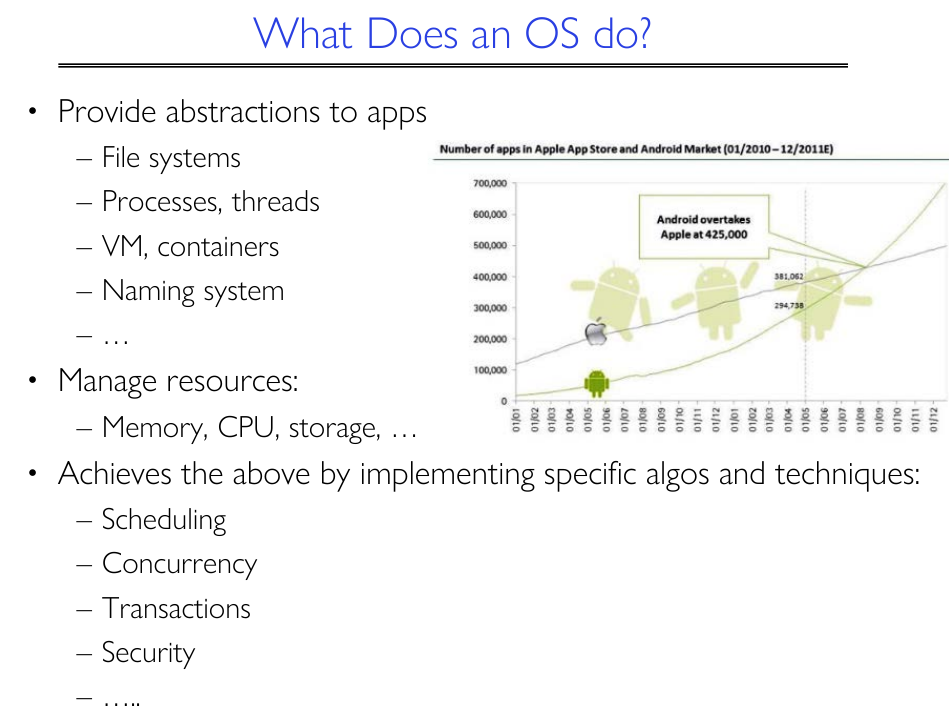 What Does an OS do?
• Provide abstractions to apps
– File systems
– Processes, threads
– VM, containers
– Naming system
– …
• Manage resources:
– Memory, CPU, storage, …
• Achieves the above by implementing specific algos and techniques:
– Scheduling
– Concurrency
– Transactions
– Security
– …..
Number of apps in Apple App Store and Android Market (01/2010 – 12/2011E)
700,000
600,000
500,000
400,000
300,000
200,000
100,000
0
Android overtakes
Apple at 425,000
381,062
294,738
01/01
01/02
01/03
01/04
01/05
01/06
01/07
01/08
01/09
01/10
01/11
01/12
01/01
01/02
01/03
01/04
01/05
01/06
01/07
01/08
01/09
01/10
01/11
01/12